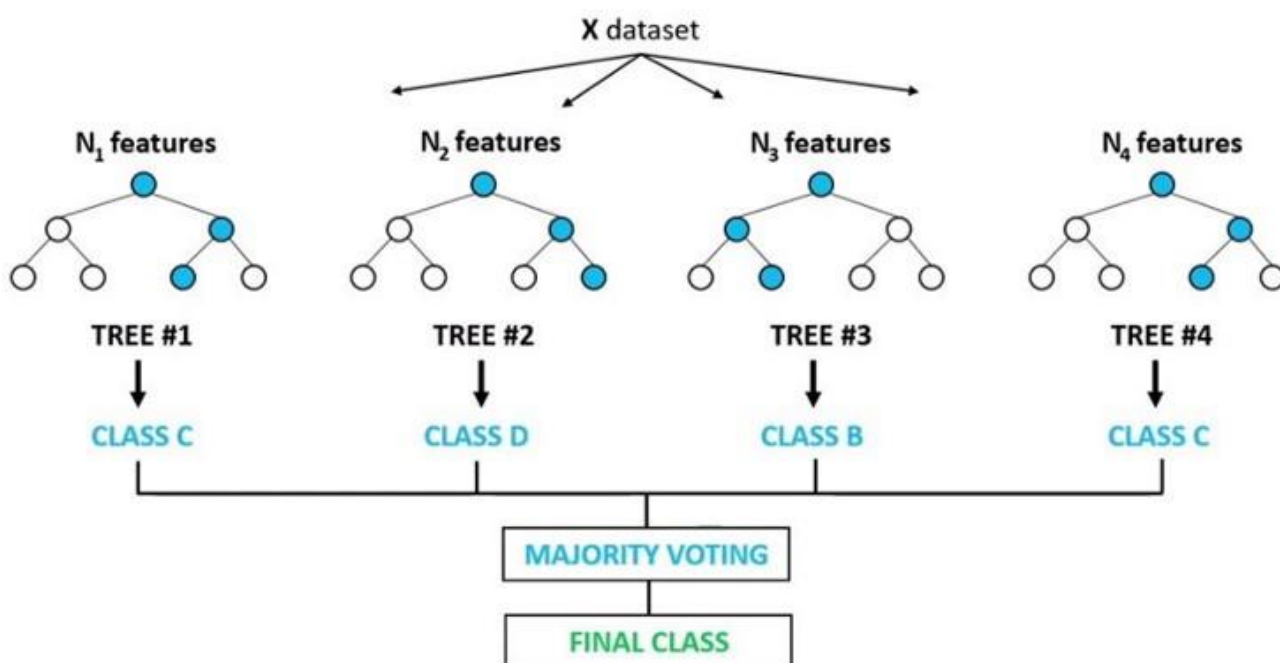 X dataset
N₁ features N₂ features N₃ features N₄ features
TREE #1 TREE #2 TREE #3 TREE #4
CLASS C CLASS D CLASS B CLASS C
MAJORITY VOTING
FINAL CLASS